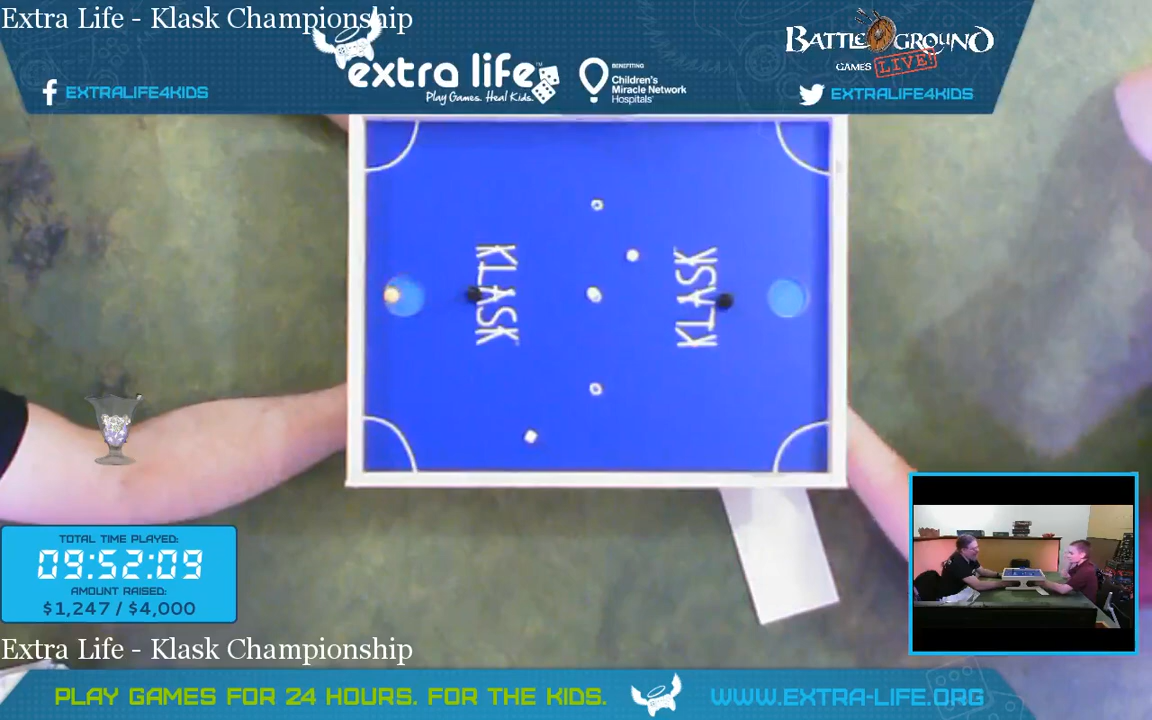 Extra Life - Klask Championship
EXTRALIFE4KIDS
extra life™
Play Games. Heal Kids.
BENEFITING
Children's
Miracle Network
Hospitals
BATTLEGROUND
GAMES LIVE!
EXTRALIFE4KIDS
KLASK
KLASK
TOTAL TIME PLAYED:
09:52:09
AMOUNT RAISED:
$1,247 / $4,000
Extra Life - Klask Championship
PLAY GAMES FOR 24 HOURS. FOR THE KIDS.
WWW.EXTRA-LIFE.ORG